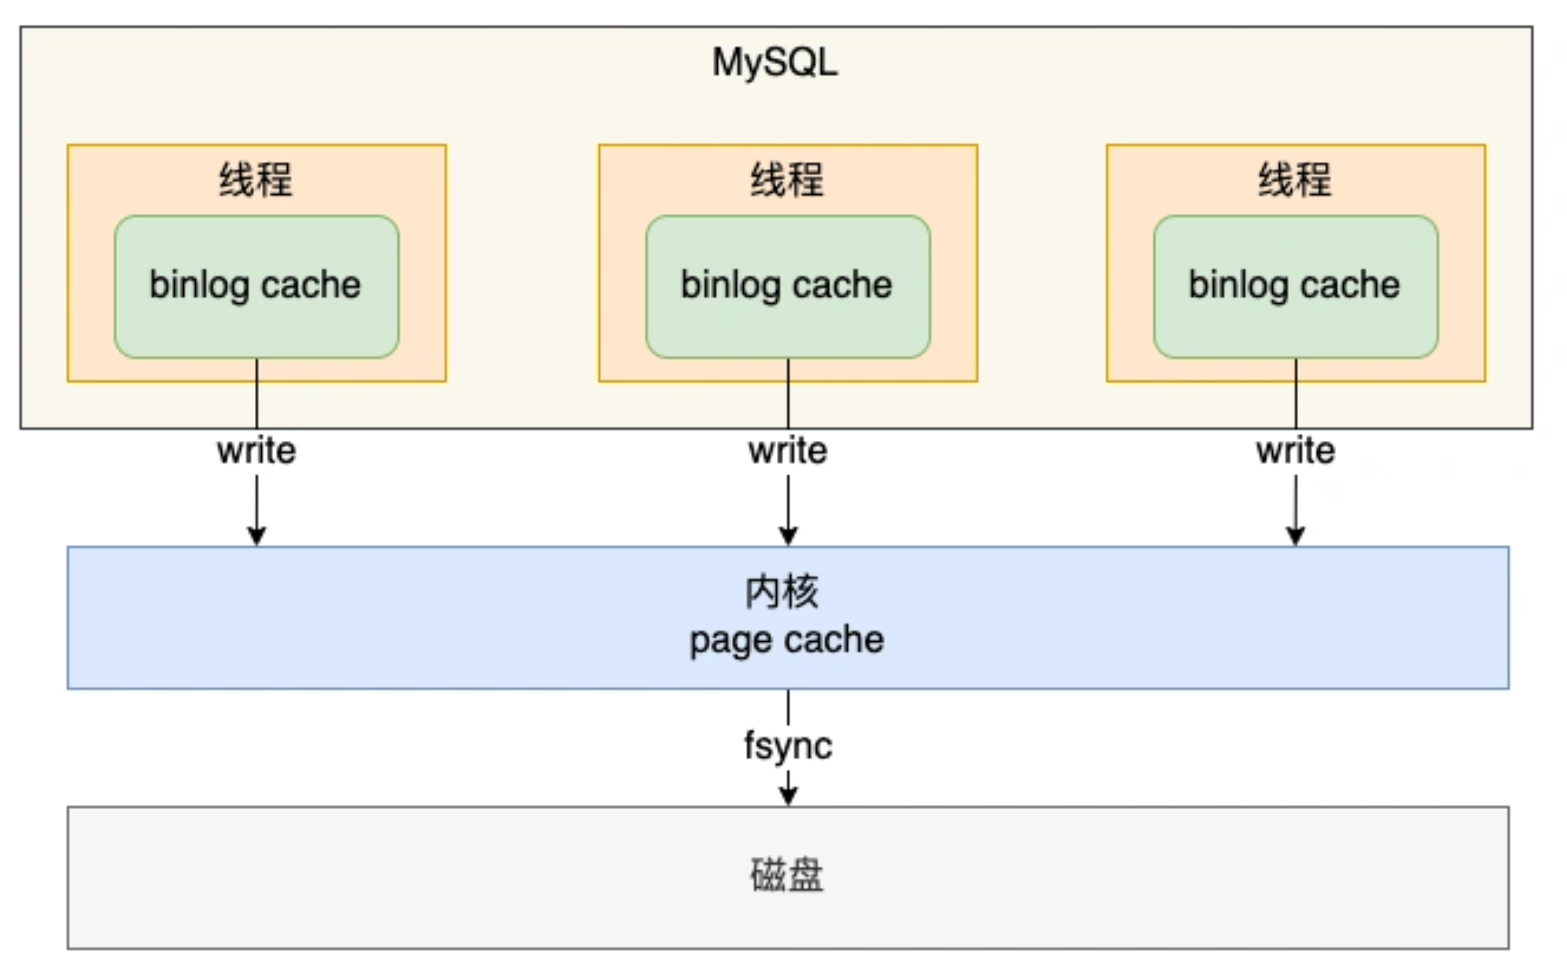 MySQL
线程
线程
线程
binlog cache
binlog cache
binlog cache
write
write
write
内核
page cache
fsync
磁盘